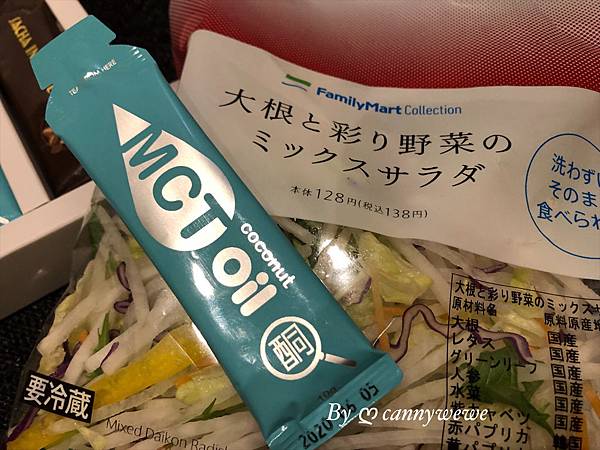 FamilyMart Collection
大根と彩り野菜の
ミックスサラダ
本体128円(税込138円)
洗わず
そのまま
食べられ
MCT
coconut
Oil
酮
10g
2020 05 05
大根と彩り野菜のミックスサ
原材料名 原料原産地
大根 国産
レタス 国産
グリーンリーフ 国産
人参 国産
水菜 国産
紫キャベツ 国産
赤パプリカ 韓国
黄パプリカ
要冷蔵
Mixed Daikon Radish
By ღ cannywewe